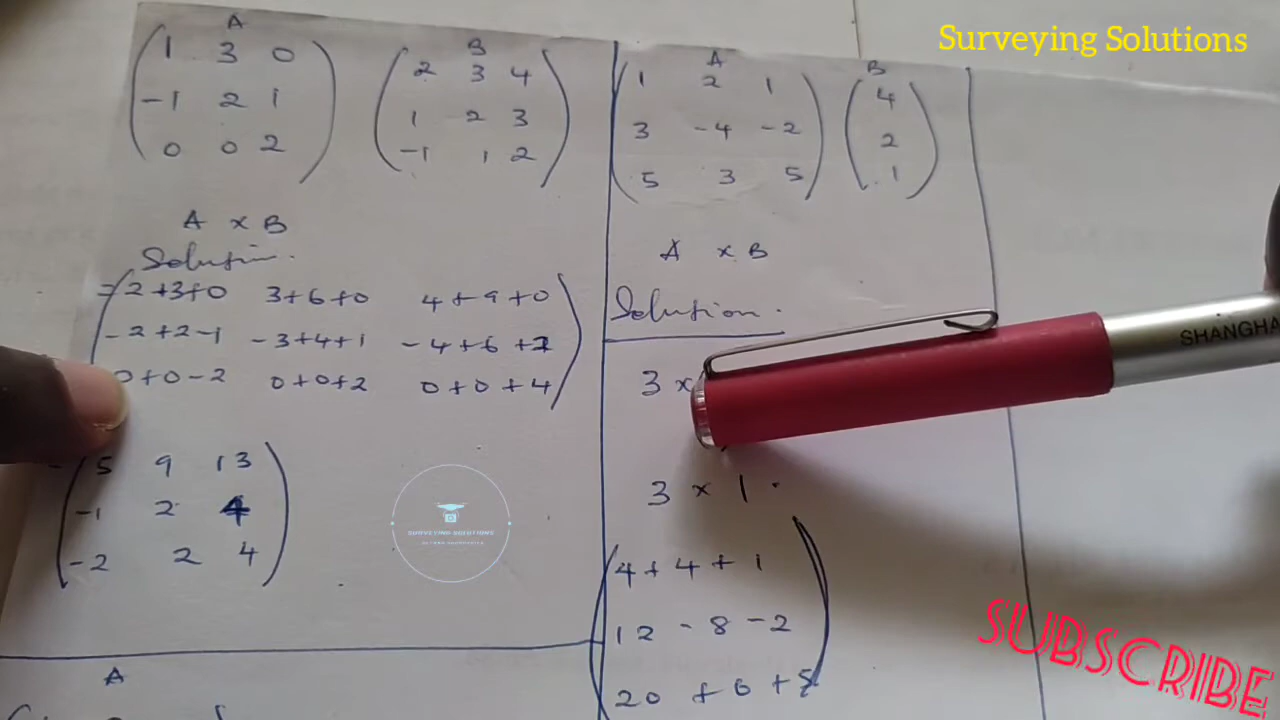 Surveying Solutions
A
1 3 0
-1 2 1
0 0 2
B
2 3 4
1 2 3
-1 1 2
A × B
Solution.
= 2+3+0 3+6+0 4+9+0
-2+2-1 -3+4+1 -4+6+2
0+0-2 0+0+2 0+0+4
5 9 13
-1 2 4
-2 2 4
SURVEYING SOLUTIONS
A
A
1 2 1
3 -4 -2
5 3 5
B
4
2
1
A × B
Solution.
3 ×
3 × 1.
4+4+1
12-8-2
20+6+5
SHANGHA
SUBSCRIBE